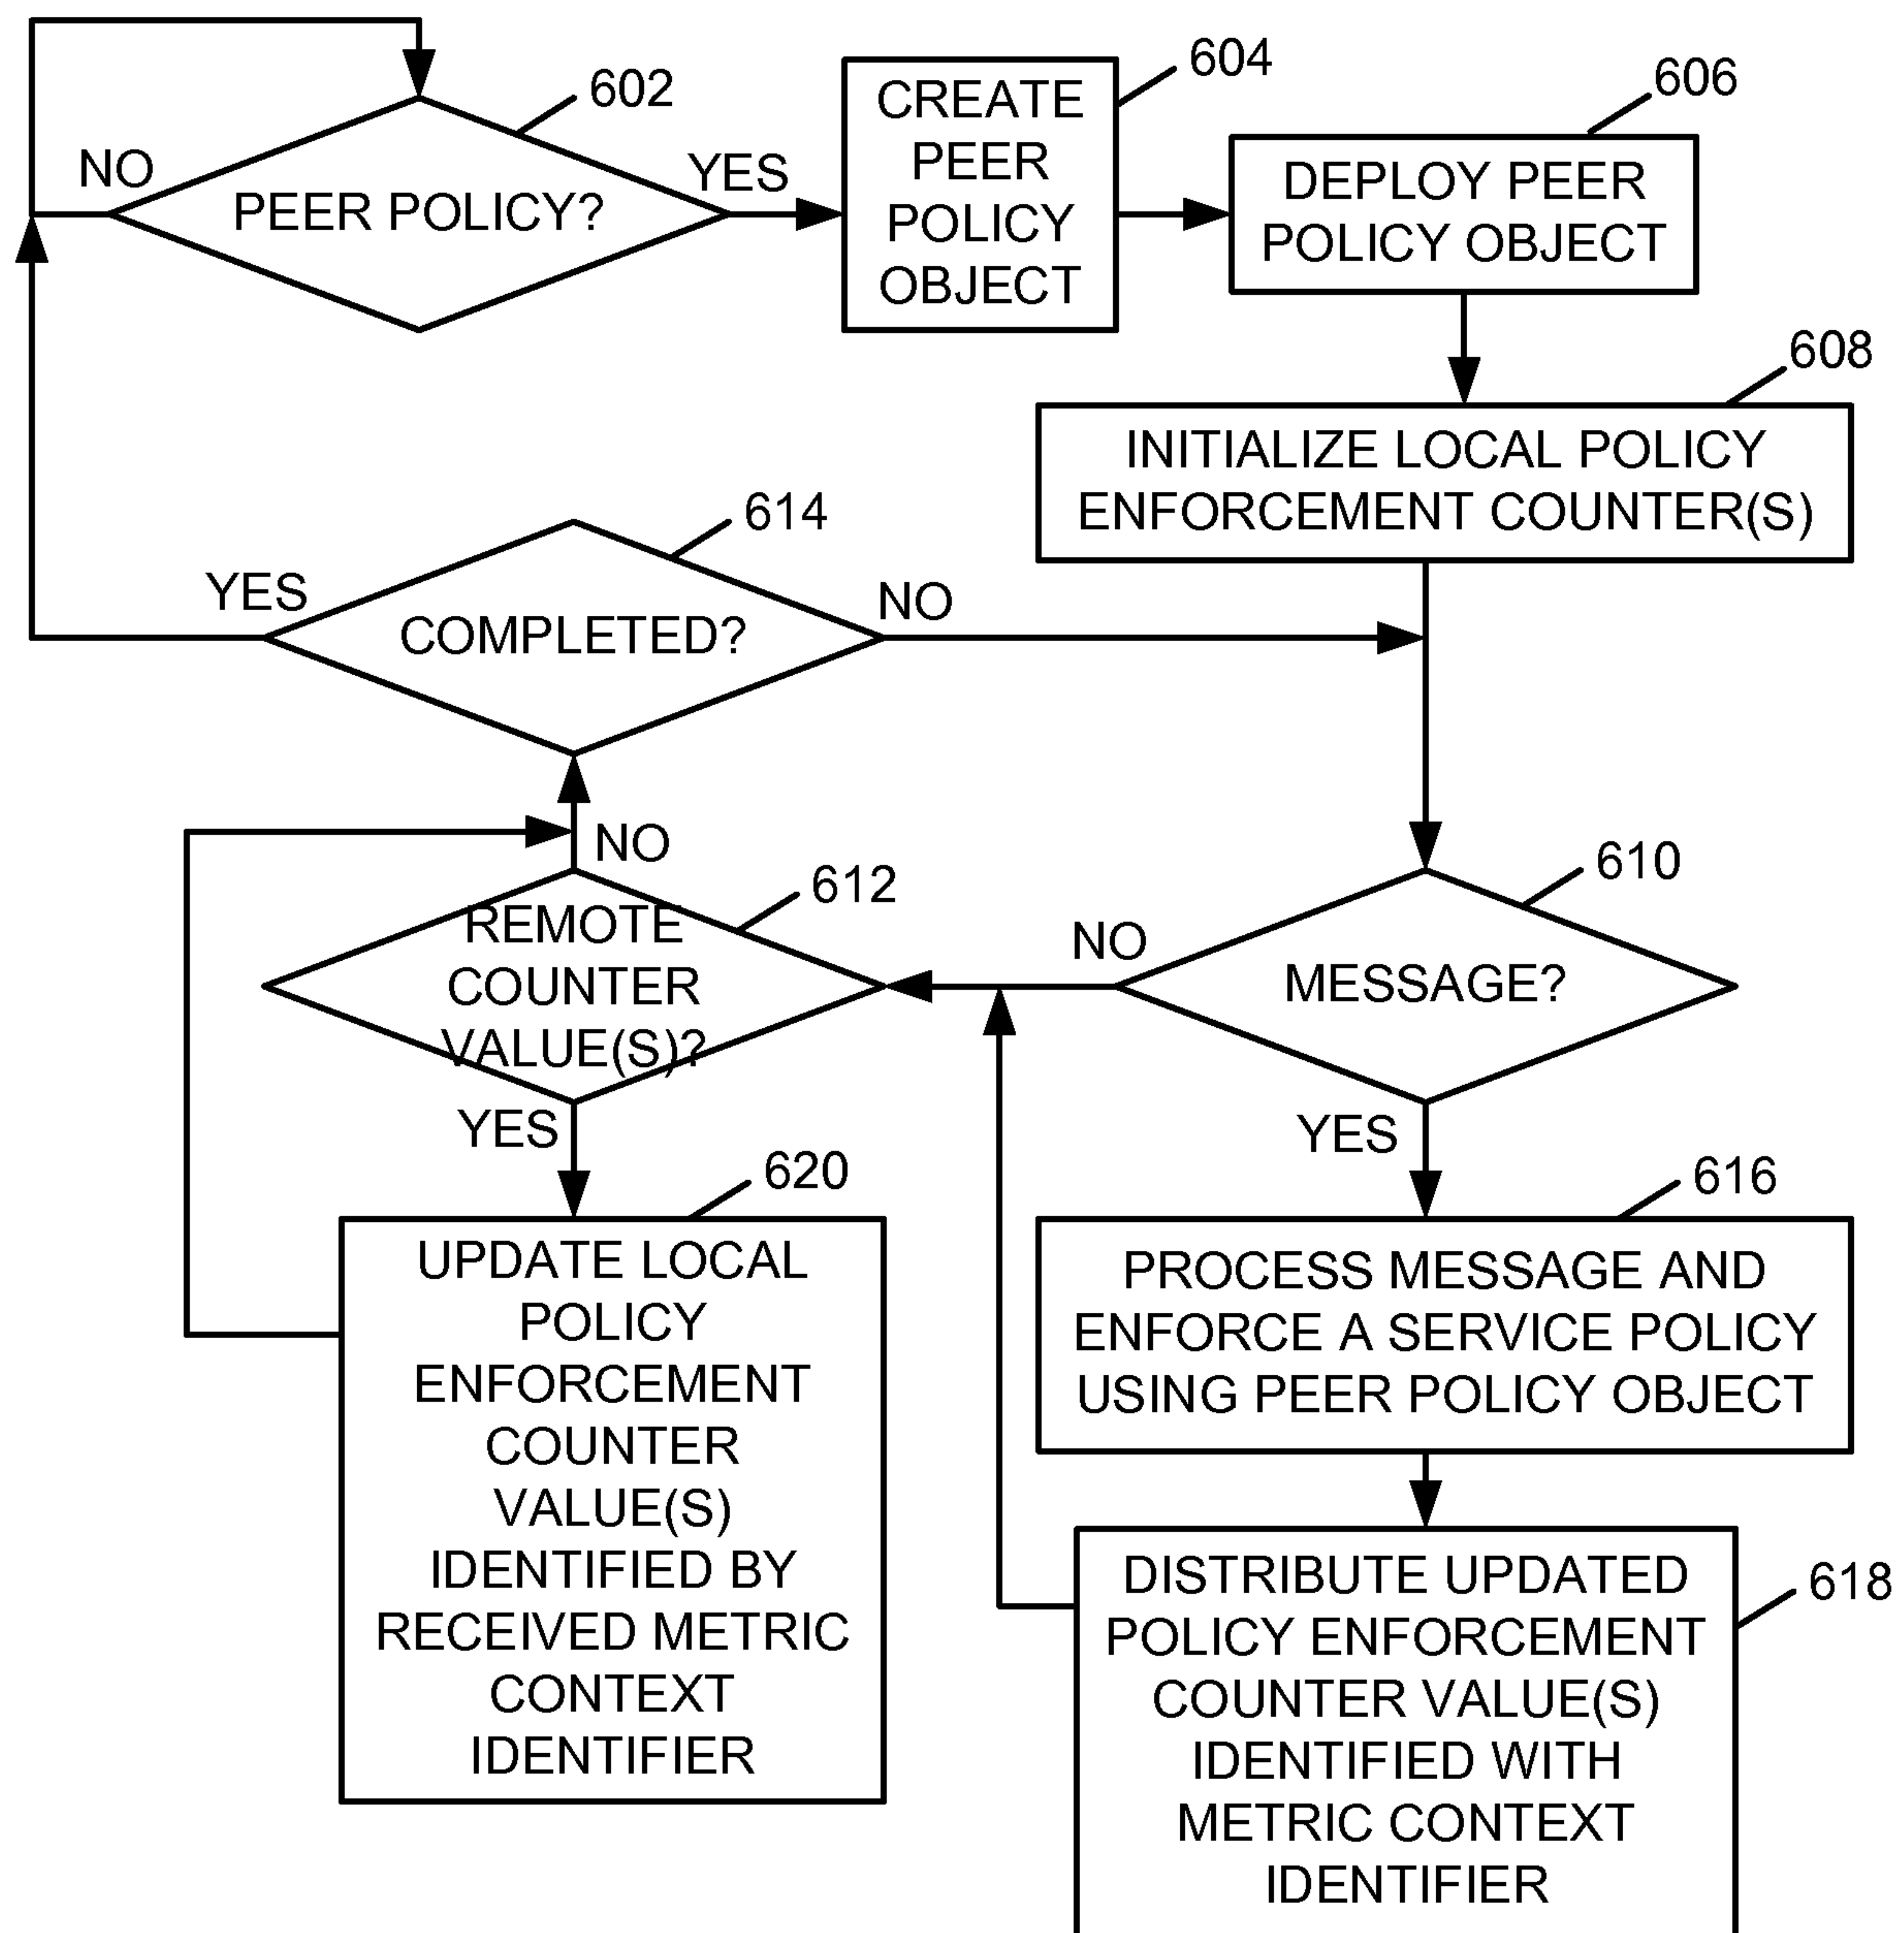 602
NO
PEER POLICY?
YES
604
CREATE
PEER
POLICY
OBJECT
606
DEPLOY PEER
POLICY OBJECT
608
INITIALIZE LOCAL POLICY
ENFORCEMENT COUNTER(S)
614
YES
COMPLETED?
NO
610
MESSAGE?
NO
YES
612
NO
REMOTE
COUNTER
VALUE(S)?
YES
616
PROCESS MESSAGE AND
ENFORCE A SERVICE POLICY
USING PEER POLICY OBJECT
618
DISTRIBUTE UPDATED
POLICY ENFORCEMENT
COUNTER VALUE(S)
IDENTIFIED WITH
METRIC CONTEXT
IDENTIFIER
620
UPDATE LOCAL
POLICY
ENFORCEMENT
COUNTER
VALUE(S)
IDENTIFIED BY
RECEIVED METRIC
CONTEXT
IDENTIFIER